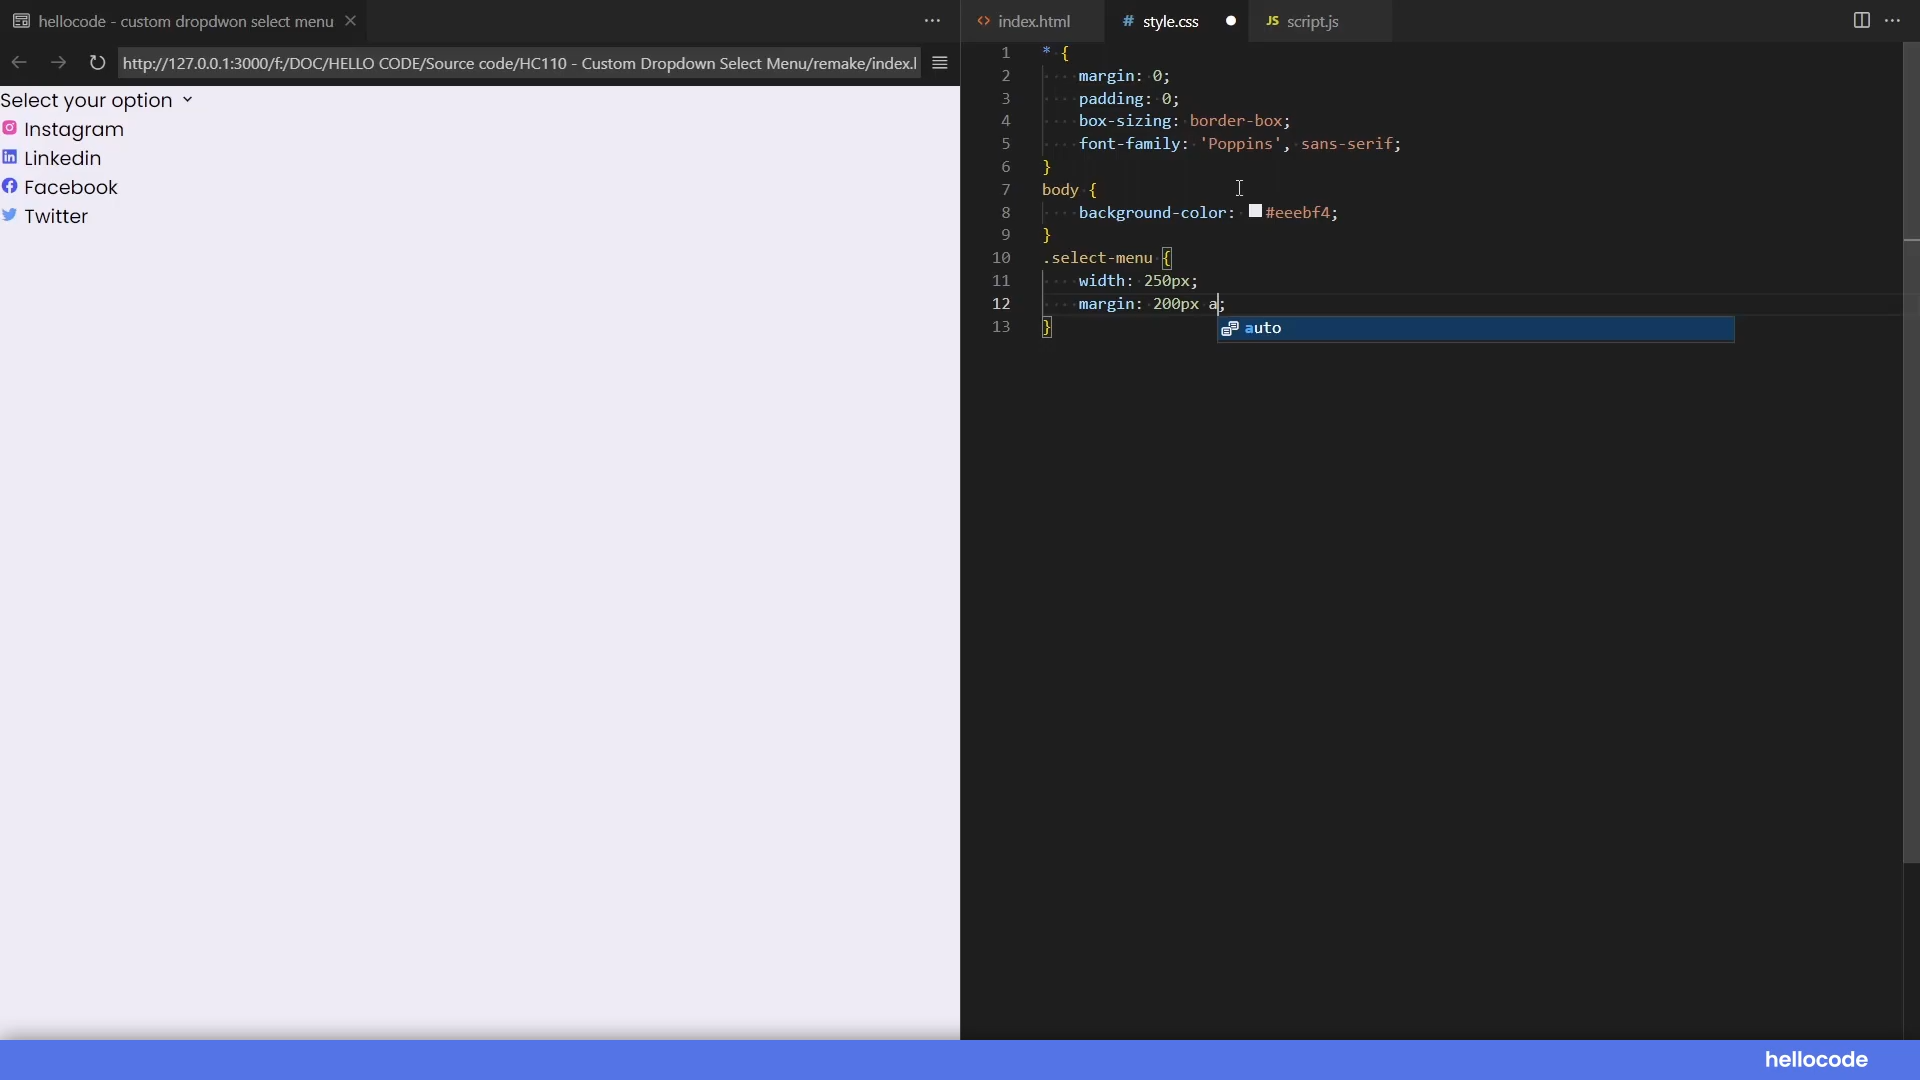 hellocode - custom dropdwon select menu
http://127.0.0.1:3000/f:/DOC/HELLO CODE/Source code/HC110 - Custom Dropdown Select Menu/remake/index.l
Select your option
Instagram
Linkedin
Facebook
Twitter
<> index.html
# style.css
JS script.js
1 * {
2 margin: 0;
3 padding: 0;
4 box-sizing: border-box;
5 font-family: 'Poppins', sans-serif;
6 }
7 body {
8 background-color: #eeebf4;
9 }
10 .select-menu {
11 width: 250px;
12 margin: 200px a;
13 }
auto
hellocode